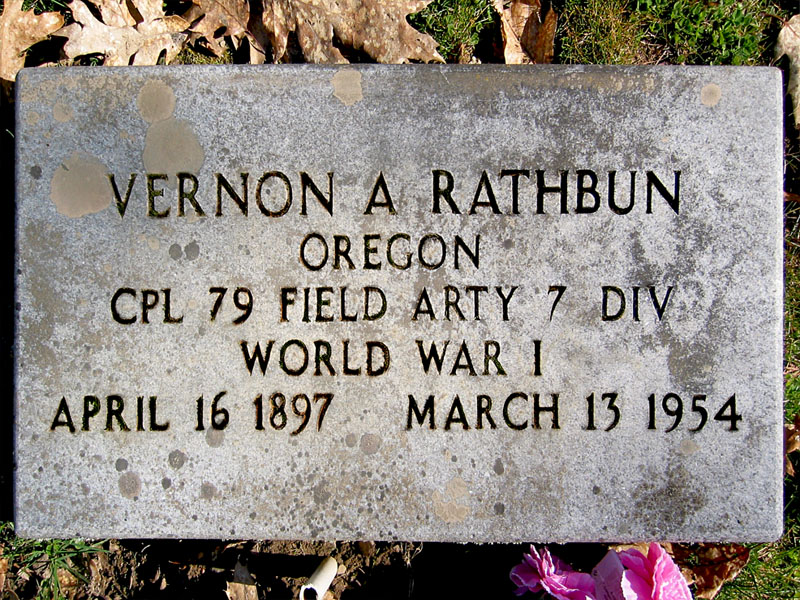 VERNON A RATHBUN
OREGON
CPL 79 FIELD ARTY 7 DIV
WORLD WAR I
APRIL 16 1897 MARCH 13 1954